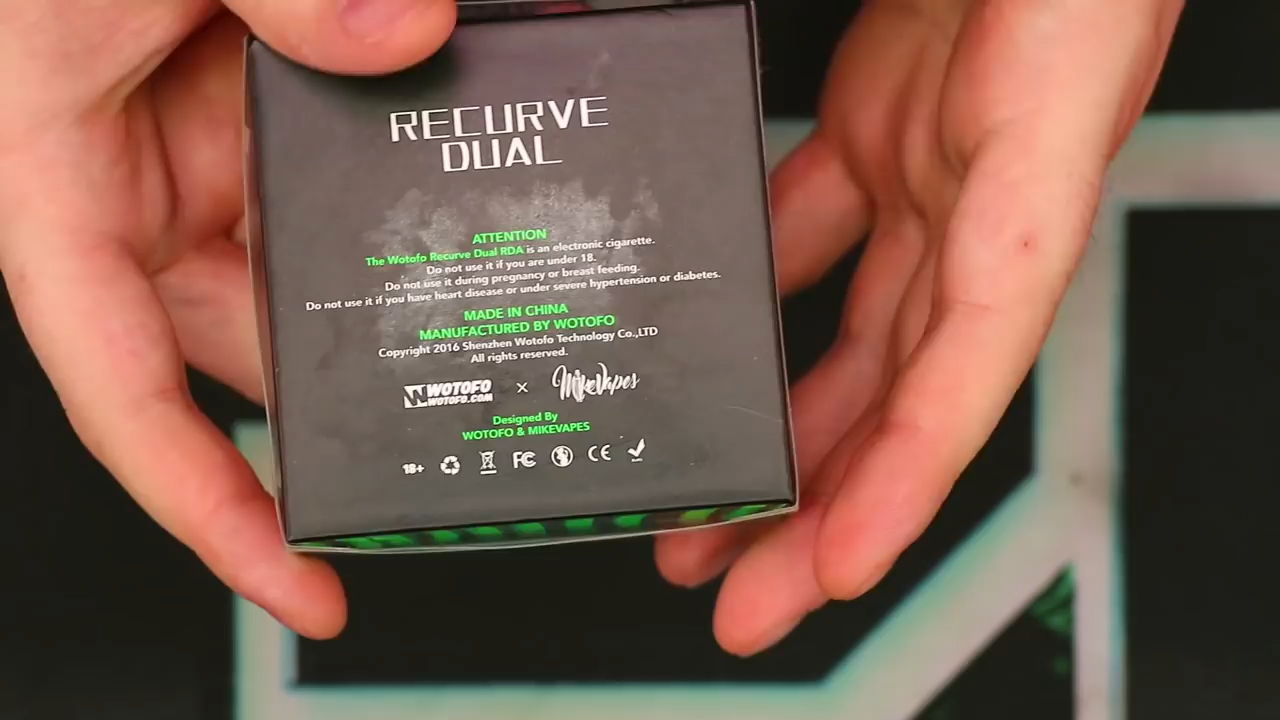 RECURVE
DUAL
ATTENTION
The Wotofo Recurve Dual RDA is an electronic cigarette.
Do not use it if you are under 18.
Do not use it during pregnancy or breast feeding.
Do not use it if you have heart disease or under severe hypertension or diabetes.
MADE IN CHINA
MANUFACTURED BY WOTOFO
Copyright 2016 Shenzhen Wotofo Technology Co.,LTD
All rights reserved.
WOTOFO x MikeVapes
WOTOFO.COM
Designed By
WOTOFO & MIKEVAPES
18+ FC CE